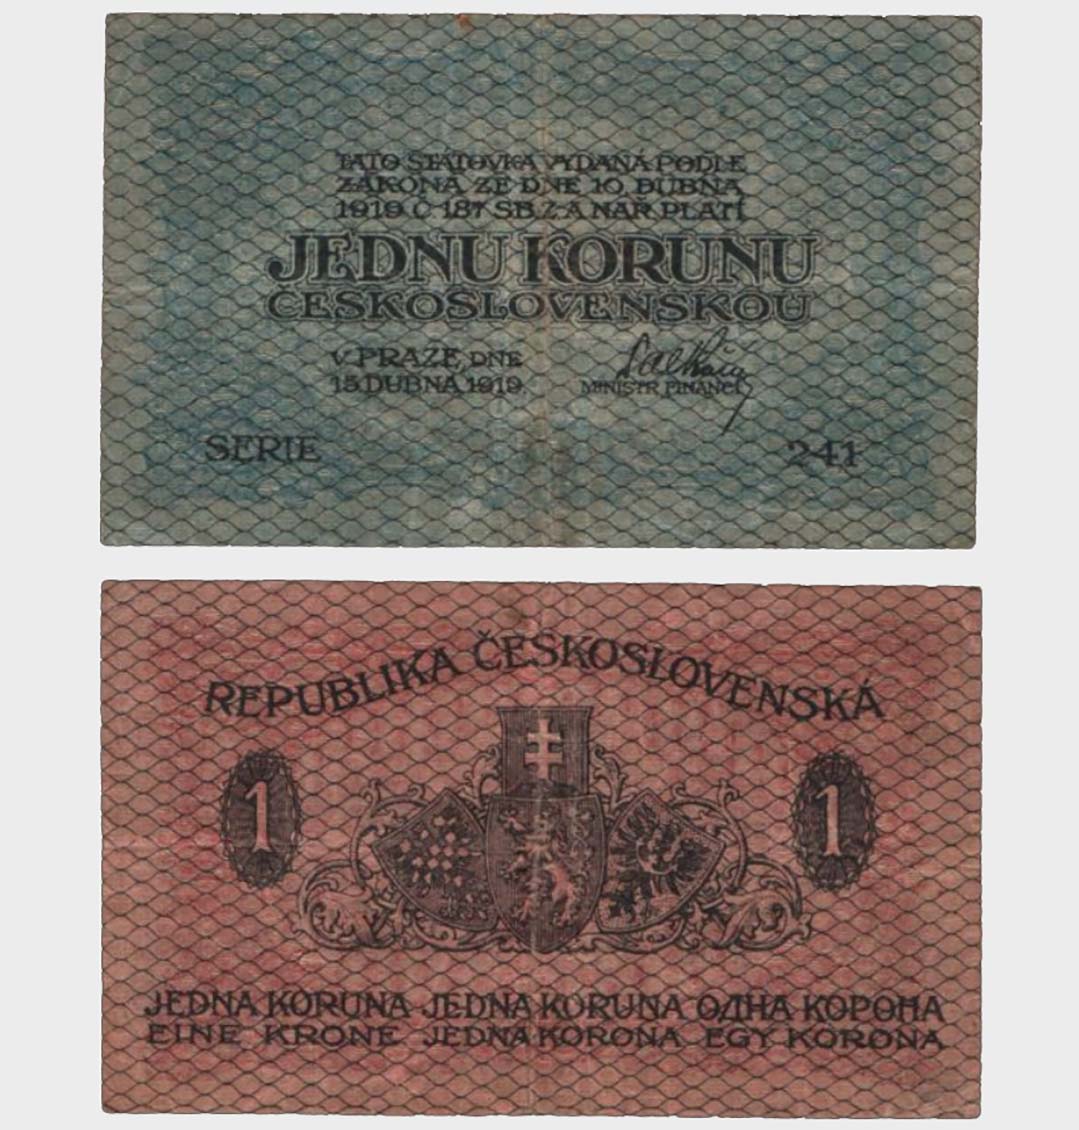 TATO STÁTOVKA VYDANÁ PODLE
ZÁKONA ZE DNE 10. DUBNA
1919 Č. 187 SB. Z. A NAŘ. PLATÍ
JEDNU KORUNU
ČESKOSLOVENSKOU
V PRAZE, DNE
15 DUBNA 1919.
MINISTR FINANCÍ
SERIE
241
REPUBLIKA ČESKOSLOVENSKÁ
1
1
JEDNA KORUNA JEDNA KORUNA ОДНА КОРОНА
EINE KRONE JEDNA KORONA EGY KORONA